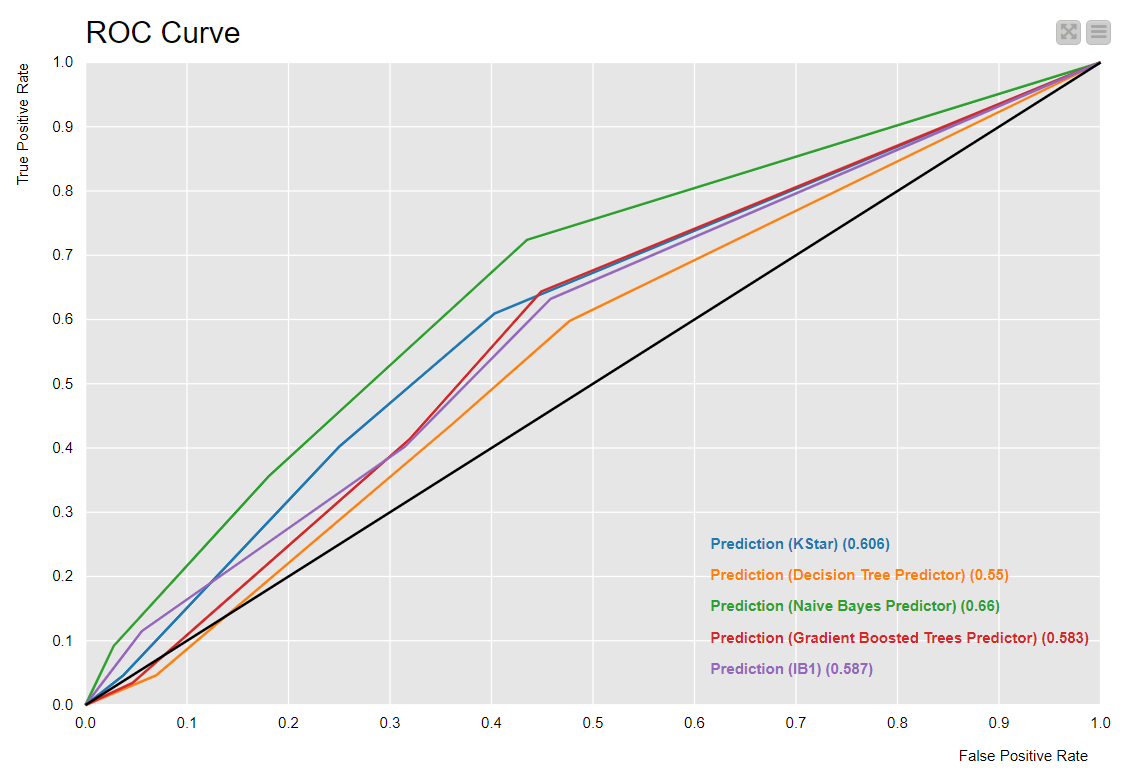 ROC Curve
True Positive Rate
1.0
0.9
0.8
0.7
0.6
0.5
0.4
0.3
0.2
0.1
0.0
Prediction (KStar) (0.606)
Prediction (Decision Tree Predictor) (0.55)
Prediction (Naive Bayes Predictor) (0.66)
Prediction (Gradient Boosted Trees Predictor) (0.583)
Prediction (IB1) (0.587)
0.0 0.1 0.2 0.3 0.4 0.5 0.6 0.7 0.8 0.9 1.0
False Positive Rate